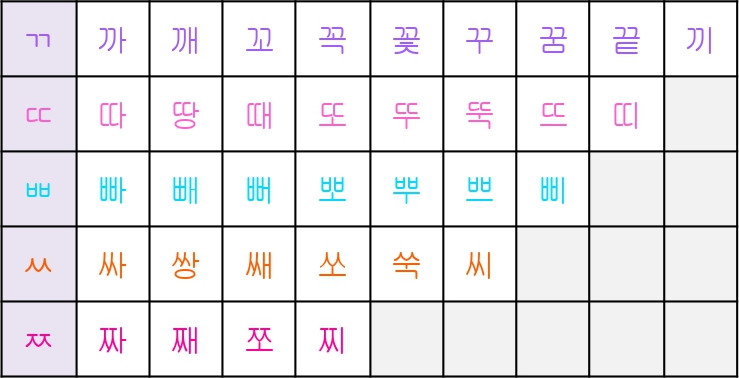 ㄲ 까 깨 꼬 꼭 꽃 꾸 꿈 끝 끼
ㄸ 따 땅 때 또 뚜 뚝 뜨 띠
ㅃ 빠 빼 뻐 뽀 뿌 쁘 삐
ㅆ 싸 쌍 쌔 쏘 쑥 씨
ㅉ 짜 째 쪼 찌